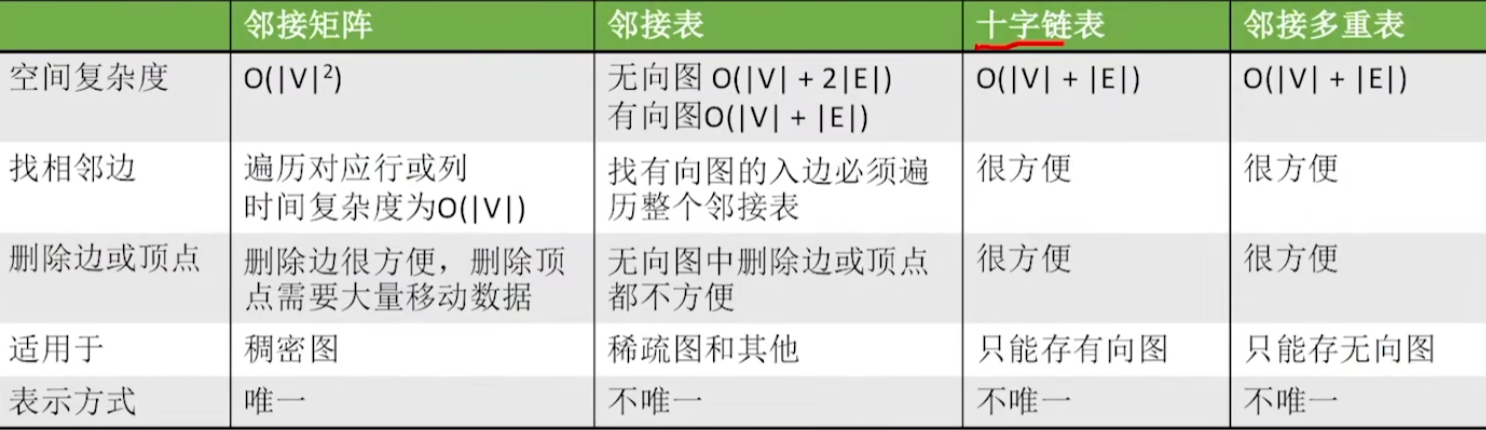 邻接矩阵 邻接表 十字链表 邻接多重表
空间复杂度 O(|V|²) 无向图 O(|V| + 2|E|) O(|V| + |E|) O(|V| + |E|)
有向图O(|V| + |E|)
找相邻边 遍历对应行或列 找有向图的入边必须遍 很方便 很方便
时间复杂度为O(|V|) 历整个邻接表
删除边或顶点 删除边很方便，删除顶 无向图中删除边或顶点 很方便 很方便
点需要大量移动数据 都不方便
适用于 稠密图 稀疏图和其他 只能存有向图 只能存无向图
表示方式 唯一 不唯一 不唯一 不唯一